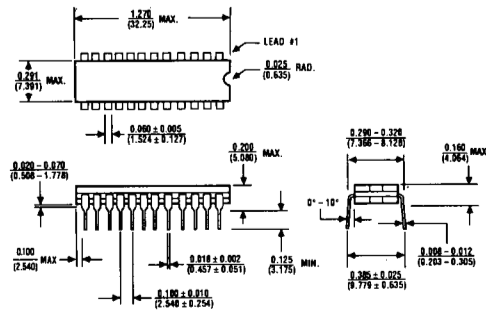 1.270
(32.25) MAX.
LEAD #1
0.291
(7.391) MAX.
0.025
(0.635) RAD.
0.060 ± 0.005
(1.524 ± 0.127)
0.020 – 0.070
(0.508 – 1.778)
0.200
(5.080) MAX.
0.290 – 0.320
(7.366 – 8.128)
0.160
(4.064) MAX
0° – 10°
0.100
(2.540) MAX
0.018 ± 0.002
(0.457 ± 0.051)
0.125
(3.175) MIN.
0.008 – 0.012
(0.203 – 0.305)
0.100 ± 0.010
(2.540 ± 0.254)
0.385 ± 0.025
(9.779 ± 0.635)